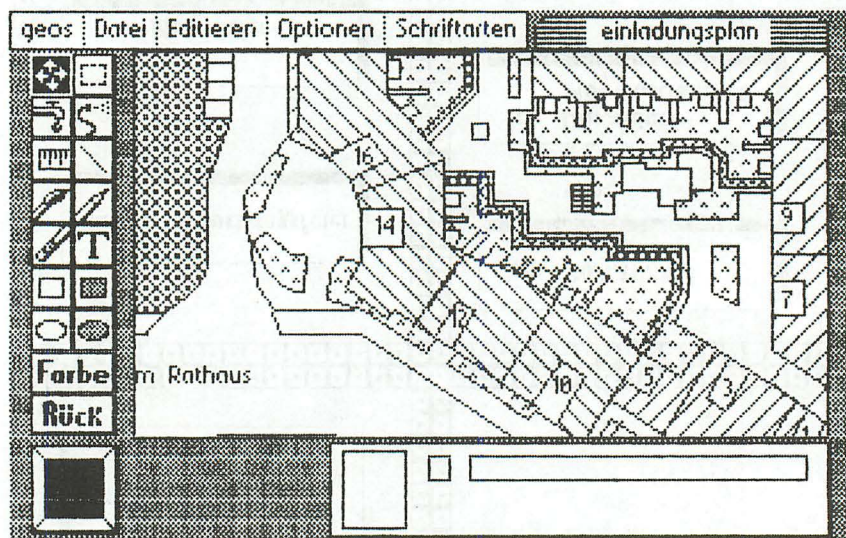 geos Datei Editieren Optionen Schriftarten einladungsplan
16
14
9
7
12
10
5
3
1
T
Farbe
m Rathaus
Rück